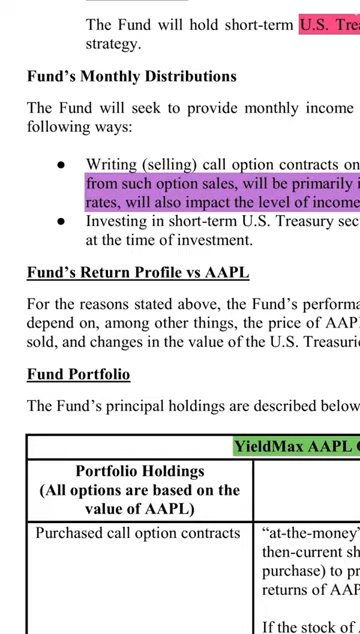 The Fund will hold short-term U.S. Trea
strategy.
Fund's Monthly Distributions
The Fund will seek to provide monthly income
following ways:
● Writing (selling) call option contracts on
from such option sales, will be primarily i
rates, will also impact the level of income
● Investing in short-term U.S. Treasury sec
at the time of investment.
Fund's Return Profile vs AAPL
For the reasons stated above, the Fund's performa
depend on, among other things, the price of AAPL
sold, and changes in the value of the U.S. Treasurie
Fund Portfolio
The Fund's principal holdings are described below
YieldMax AAPL
Portfolio Holdings
(All options are based on the
value of AAPL)
Purchased call option contracts
"at-the-money"
then-current sh
purchase) to pr
returns of AAP
If the stock of